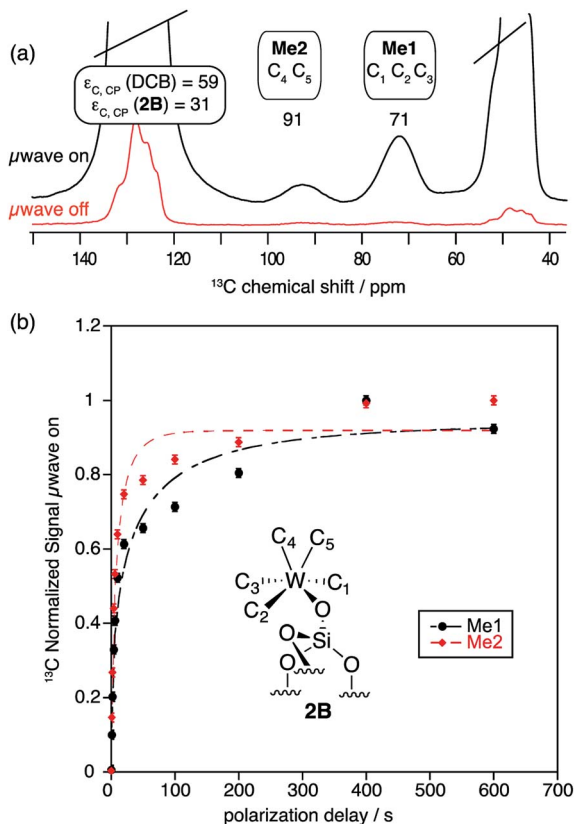 (a)
Me2
C₄ C₅
91
Me1
C₁ C₂ C₃
71
ε C, CP (DCB) = 59
ε C, CP (2B) = 31
µwave on
µwave off
140 120 100 80 60 40
¹³C chemical shift / ppm
(b)
¹³C Normalized Signal µwave on
1.2
1
0.8
0.6
0.4
0.2
0
C₄ C₅
C₃ W C₁
C₂ O
O Si
O O
2B
Me1
Me2
0 100 200 300 400 500 600 700
polarization delay / s